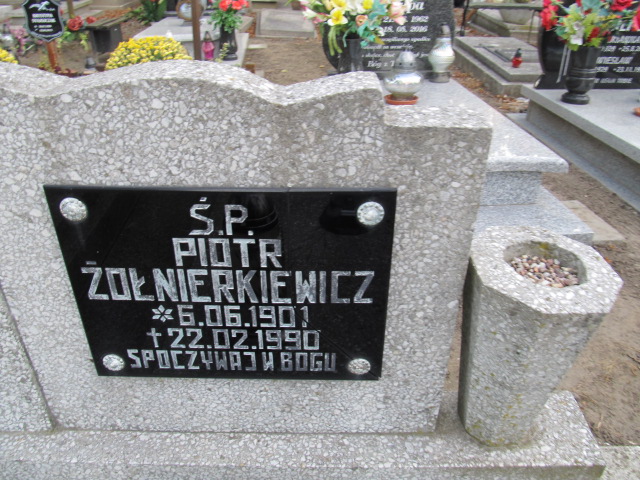 Ś.P.
PIOTR
ŻOŁNIERKIEWICZ
*6.06.1901
†22.02.1990
SPOCZYWAJ W BOGU